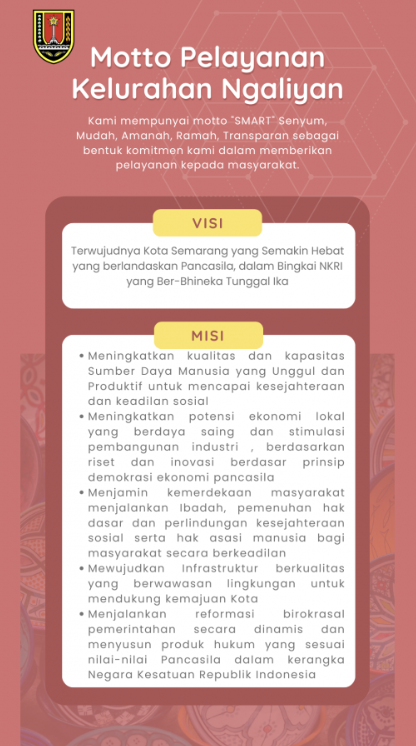 Motto Pelayanan
Kelurahan Ngaliyan
Kami mempunyai motto "SMART" Senyum,
Mudah, Amanah, Ramah, Transparan sebagai
bentuk komitmen kami dalam memberikan
pelayanan kepada masyarakat.
VISI
Terwujudnya Kota Semarang yang Semakin Hebat
yang berlandaskan Pancasila, dalam Bingkai NKRI
yang Ber-Bhineka Tunggal Ika
MISI
• Meningkatkan kualitas dan kapasitas
Sumber Daya Manusia yang Unggul dan
Produktif untuk mencapai kesejahteraan
dan keadilan sosial
• Meningkatkan potensi ekonomi lokal
yang berdaya saing dan stimulasi
pembangunan industri , berdasarkan
riset dan inovasi berdasar prinsip
demokrasi ekonomi pancasila
• Menjamin kemerdekaan masyarakat
menjalankan Ibadah, pemenuhan hak
dasar dan perlindungan kesejahteraan
sosial serta hak asasi manusia bagi
masyarakat secara berkeadilan
• Mewujudkan Infrastruktur berkualitas
yang berwawasan lingkungan untuk
mendukung kemajuan Kota
• Menjalankan reformasi birokrasal
pemerintahan secara dinamis dan
menyusun produk hukum yang sesuai
nilai-nilai Pancasila dalam kerangka
Negara Kesatuan Republik Indonesia